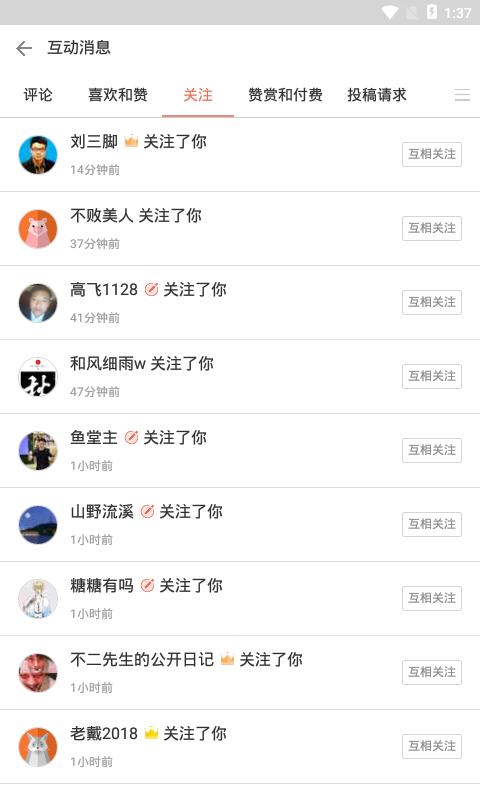 1:37
互动消息
评论 喜欢和赞 关注 赞赏和付费 投稿请求
刘三脚 关注了你
14分钟前
互相关注
不败美人 关注了你
37分钟前
互相关注
高飞1128 关注了你
41分钟前
互相关注
和风细雨w 关注了你
47分钟前
互相关注
鱼堂主 关注了你
1小时前
互相关注
山野流溪 关注了你
1小时前
互相关注
糖糖有吗 关注了你
1小时前
互相关注
不二先生的公开日记 关注了你
1小时前
互相关注
老戴2018 关注了你
1小时前
互相关注